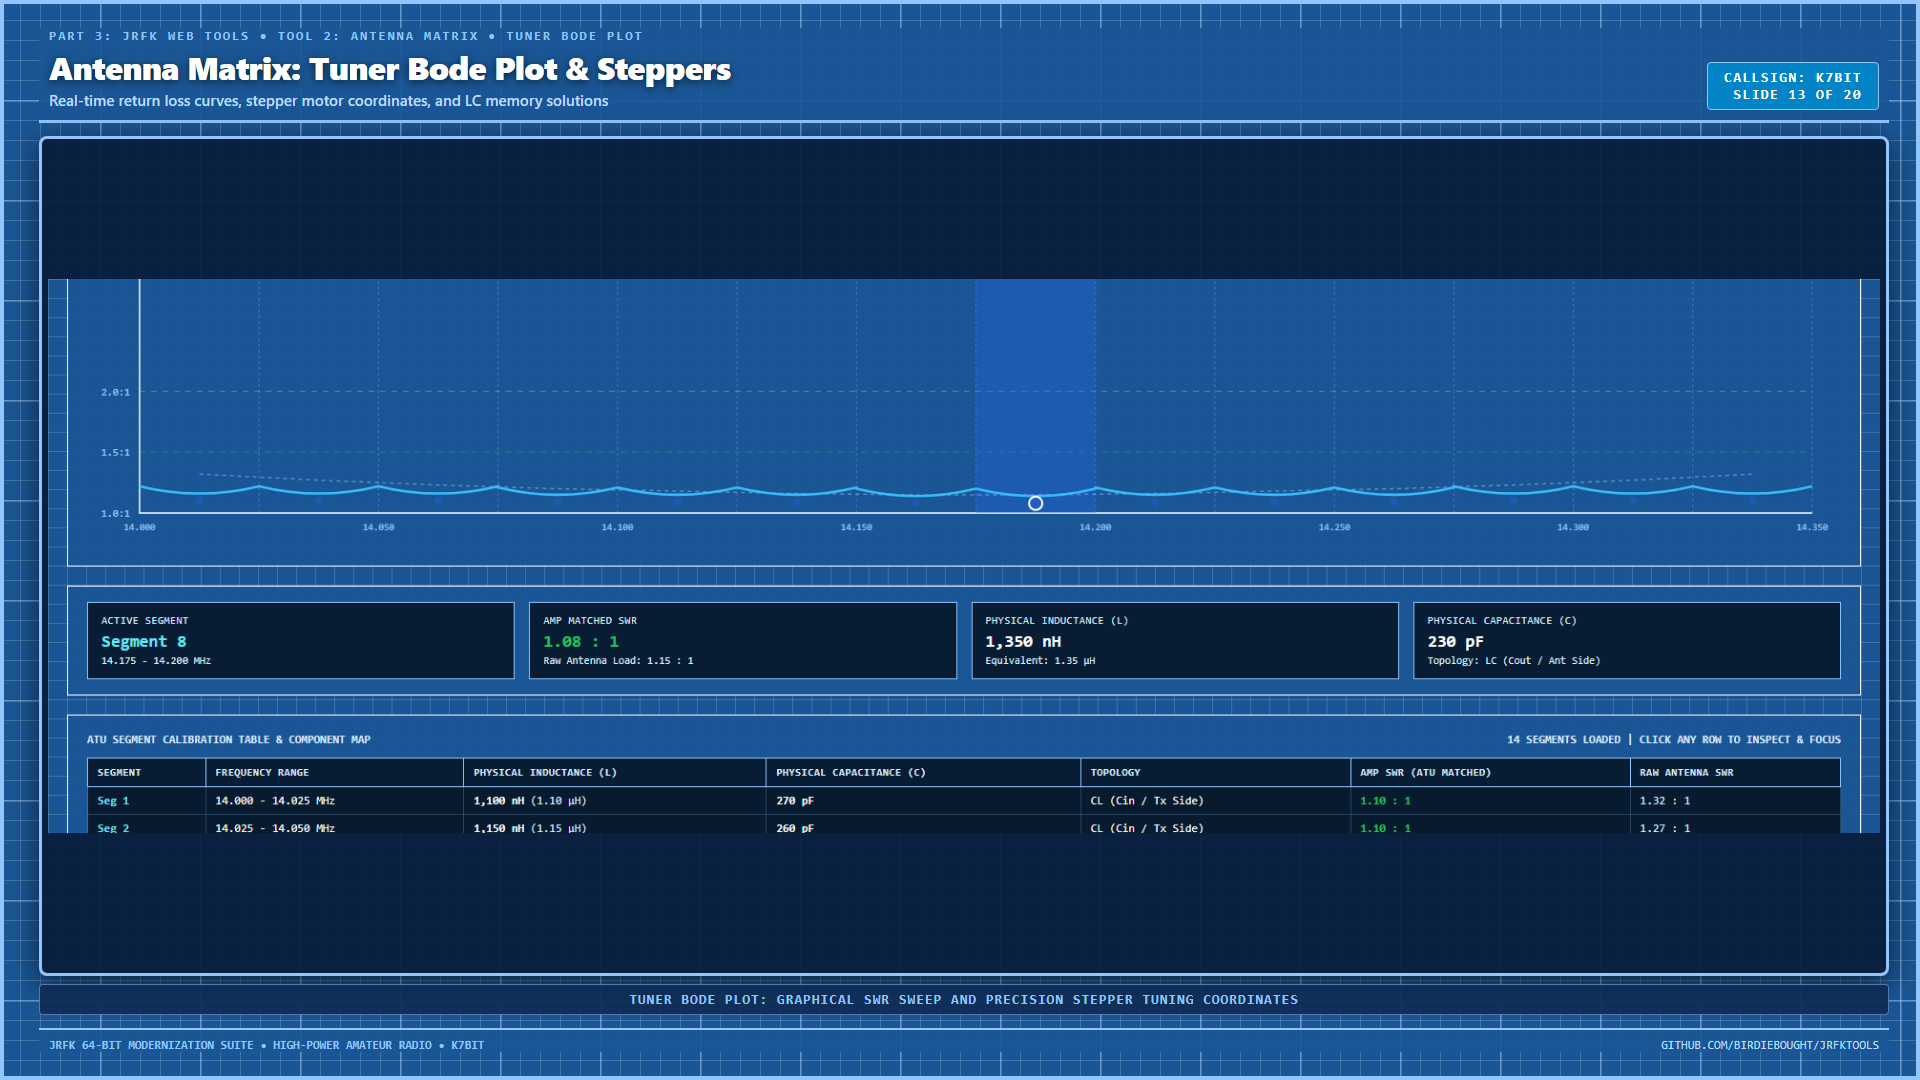 PART 3: JRFK WEB TOOLS • TOOL 2: ANTENNA MATRIX • TUNER BODE PLOT
Antenna Matrix: Tuner Bode Plot & Steppers
Real-time return loss curves, stepper motor coordinates, and LC memory solutions
CALLSIGN: K7BIT
SLIDE 13 OF 20
2.0:1
1.5:1
1.0:1
14.000 14.050 14.100 14.150 14.200 14.250 14.300 14.350
ACTIVE SEGMENT
Segment 8
14.175 - 14.200 MHz
AMP MATCHED SWR
1.08 : 1
Raw Antenna Load: 1.15 : 1
PHYSICAL INDUCTANCE (L)
1,350 nH
Equivalent: 1.35 μH
PHYSICAL CAPACITANCE (C)
230 pF
Topology: LC (Cout / Ant Side)
ATU SEGMENT CALIBRATION TABLE & COMPONENT MAP
14 SEGMENTS LOADED | CLICK ANY ROW TO INSPECT & FOCUS
SEGMENT FREQUENCY RANGE PHYSICAL INDUCTANCE (L) PHYSICAL CAPACITANCE (C) TOPOLOGY AMP SWR (ATU MATCHED) RAW ANTENNA SWR
Seg 1 14.000 - 14.025 MHz 1,100 nH (1.10 μH) 270 pF CL (Cin / Tx Side) 1.10 : 1 1.32 : 1
Seg 2 14.025 - 14.050 MHz 1,150 nH (1.15 μH) 260 pF CL (Cin / Tx Side) 1.10 : 1 1.27 : 1
TUNER BODE PLOT: GRAPHICAL SWR SWEEP AND PRECISION STEPPER TUNING COORDINATES
JRFK 64-BIT MODERNIZATION SUITE • HIGH-POWER AMATEUR RADIO • K7BIT
GITHUB.COM/BIRDIEBOUGHT/JRFKTOOLS